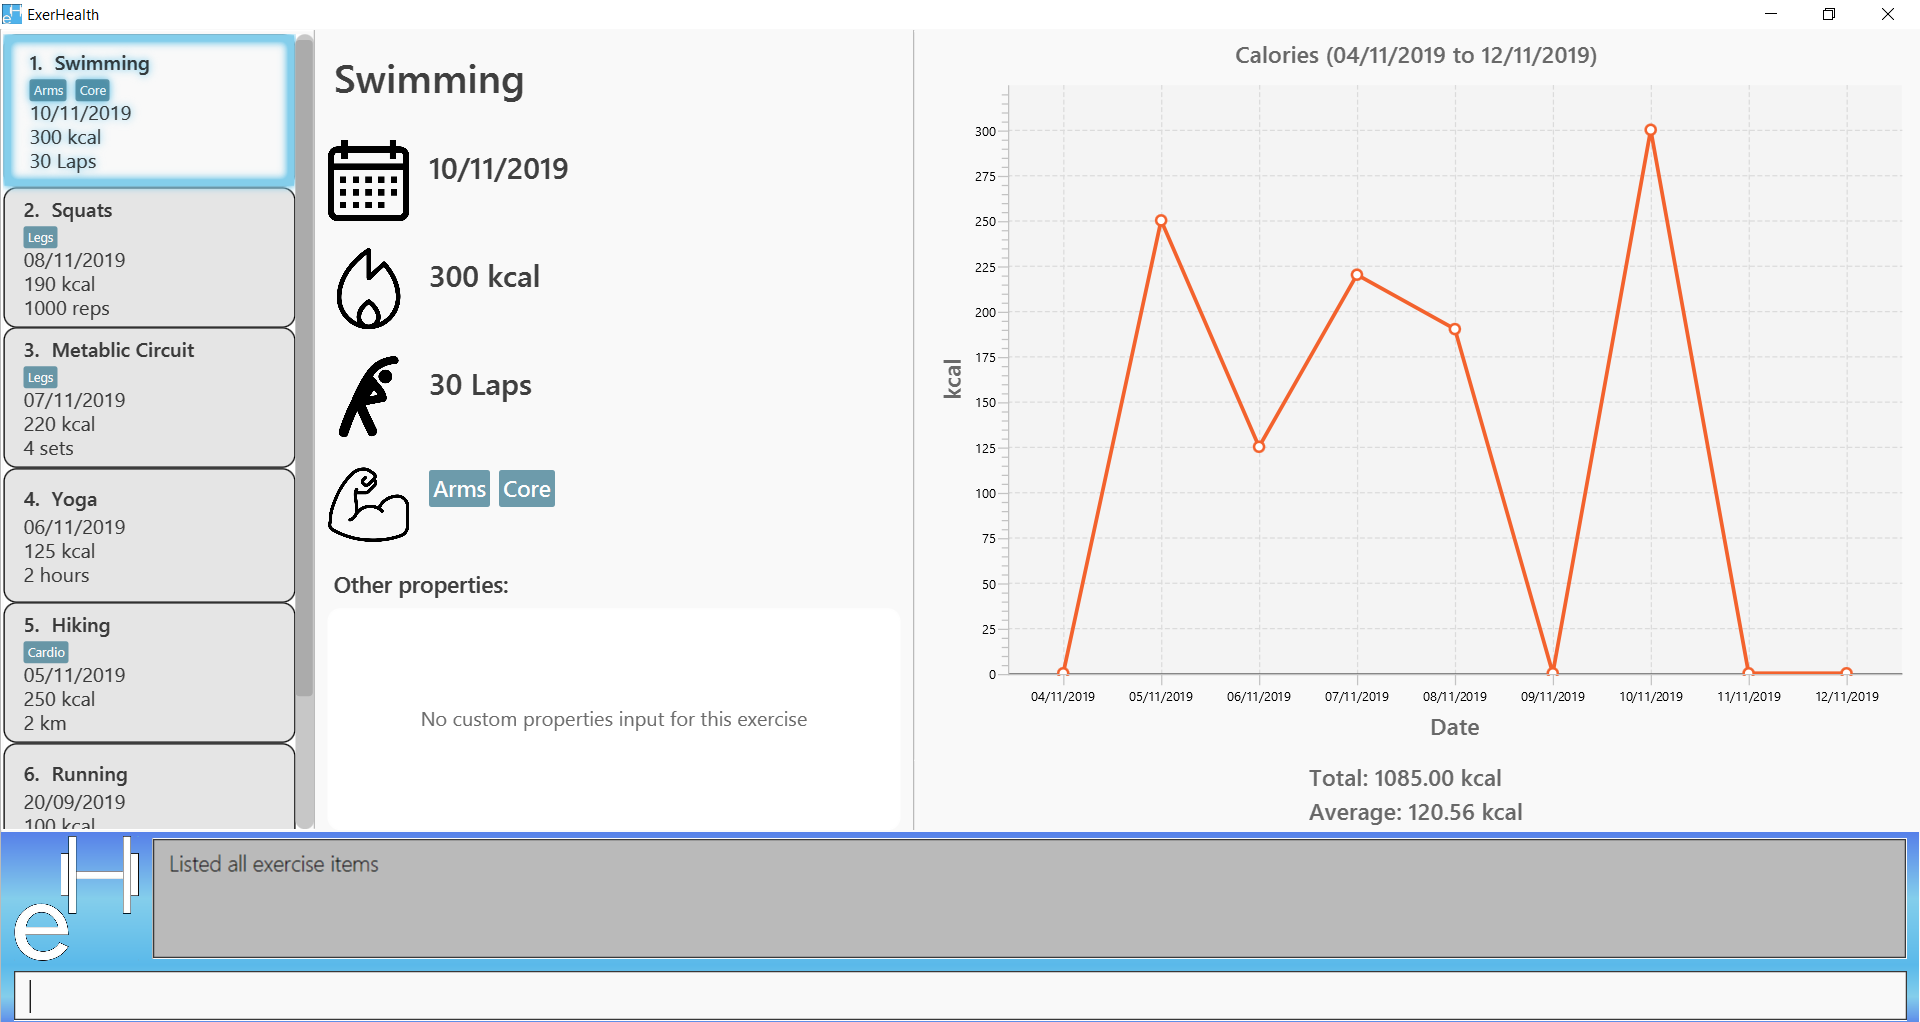 ExerHealth
1. Swimming
Arms Core
10/11/2019
300 kcal
30 Laps
2. Squats
Legs
08/11/2019
190 kcal
1000 reps
3. Metablic Circuit
Legs
07/11/2019
220 kcal
4 sets
4. Yoga
06/11/2019
125 kcal
2 hours
5. Hiking
Cardio
05/11/2019
250 kcal
2 km
6. Running
20/09/2019
100 kcal
Swimming
10/11/2019
300 kcal
30 Laps
Arms Core
Other properties:
No custom properties input for this exercise
Calories (04/11/2019 to 12/11/2019)
300
275
250
225
200
175
150
125
100
75
50
25
0
kcal
04/11/2019 05/11/2019 06/11/2019 07/11/2019 08/11/2019 09/11/2019 10/11/2019 11/11/2019 12/11/2019
Date
Total: 1085.00 kcal
Average: 120.56 kcal
eH
Listed all exercise items